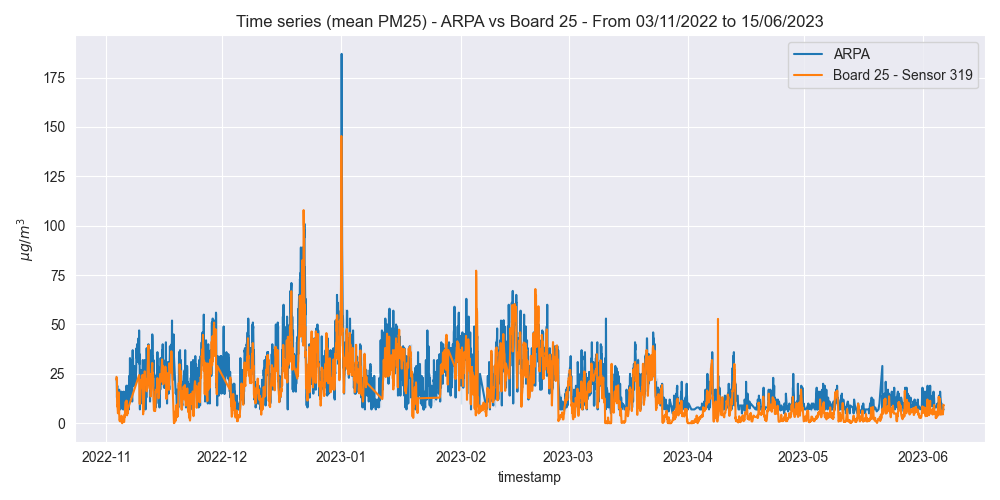 Time series (mean PM25) - ARPA vs Board 25 - From 03/11/2022 to 15/06/2023
ARPA
Board 25 - Sensor 319
175
150
125
100
75
50
25
0
μg/m³
2022-11 2022-12 2023-01 2023-02 2023-03 2023-04 2023-05 2023-06
timestamp